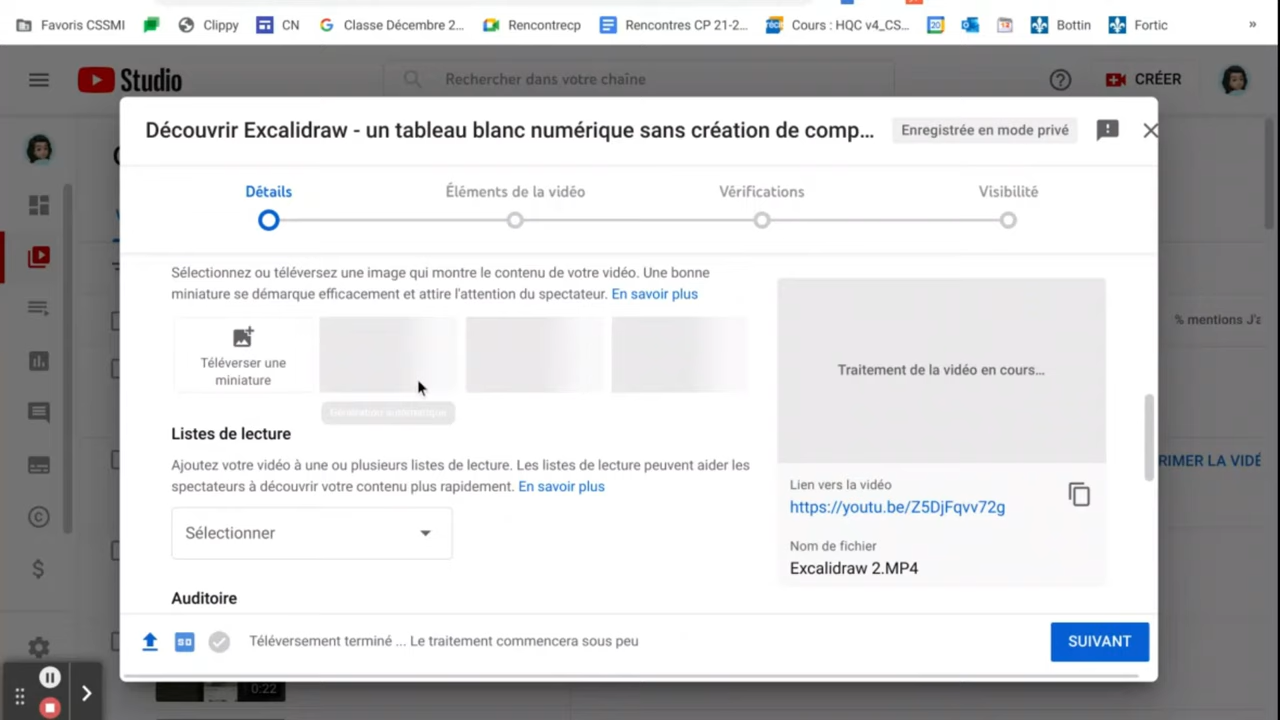 Favoris CSSMI
Clippy
CN
Classe Décembre 2...
Rencontrecp
Rencontres CP 21-2...
Cours : HQC v4_CS...
Bottin
Fortic
»
Studio
Rechercher dans votre chaîne
CRÉER
Découvrir Excalidraw - un tableau blanc numérique sans création de comp...
Enregistrée en mode privé
Détails
Éléments de la vidéo
Vérifications
Visibilité
Sélectionnez ou téléversez une image qui montre le contenu de votre vidéo. Une bonne
miniature se démarque efficacement et attire l'attention du spectateur. En savoir plus
Téléverser une
miniature
Traitement de la vidéo en cours...
% mentions J'a
Listes de lecture
Ajoutez votre vidéo à une ou plusieurs listes de lecture. Les listes de lecture peuvent aider les
spectateurs à découvrir votre contenu plus rapidement. En savoir plus
RIMER LA VIDÉ
Lien vers la vidéo
https://youtu.be/Z5DjFqvv72g
Sélectionner
Nom de fichier
Excalidraw 2.MP4
Auditoire
SD
Téléversement terminé ... Le traitement commencera sous peu
SUIVANT
0:22